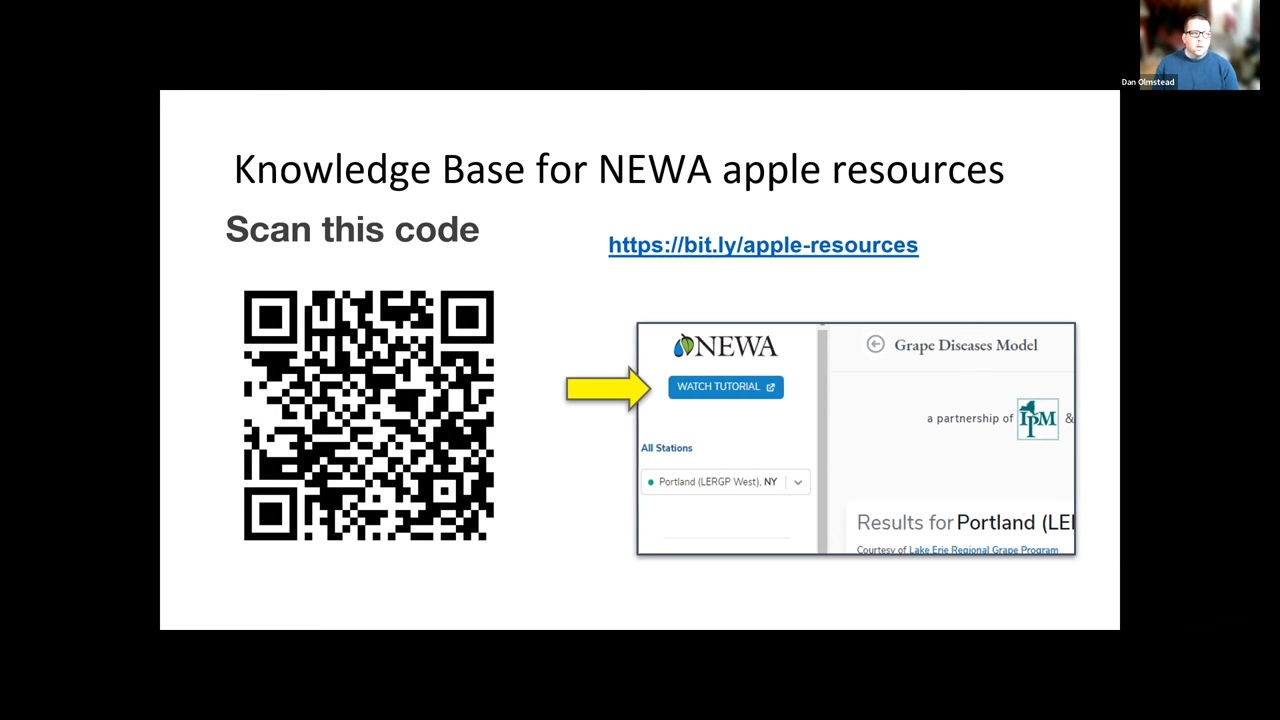 Dan Olmstead
Knowledge Base for NEWA apple resources
Scan this code
https://bit.ly/apple-resources
NEWA
WATCH TUTORIAL
All Stations
Portland (LERGP West), NY
Grape Diseases Model
a partnership of IPM &
Results for Portland (LE
Courtesy of Lake Erie Regional Grape Program